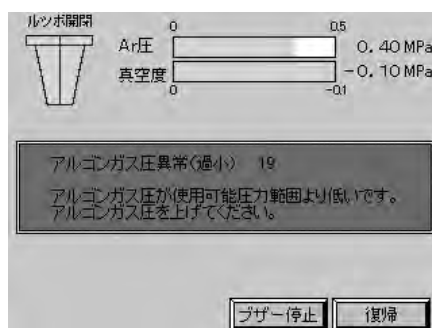 ルツボ開閉
0 0.5
Ar圧 0.40 MPa
真空度 -0.10 MPa
0 -0.1
アルゴンガス圧異常(過小) 19
アルゴンガス圧が使用可能圧力範囲より低いです。
アルゴンガス圧を上げてください。
ブザー停止 復帰